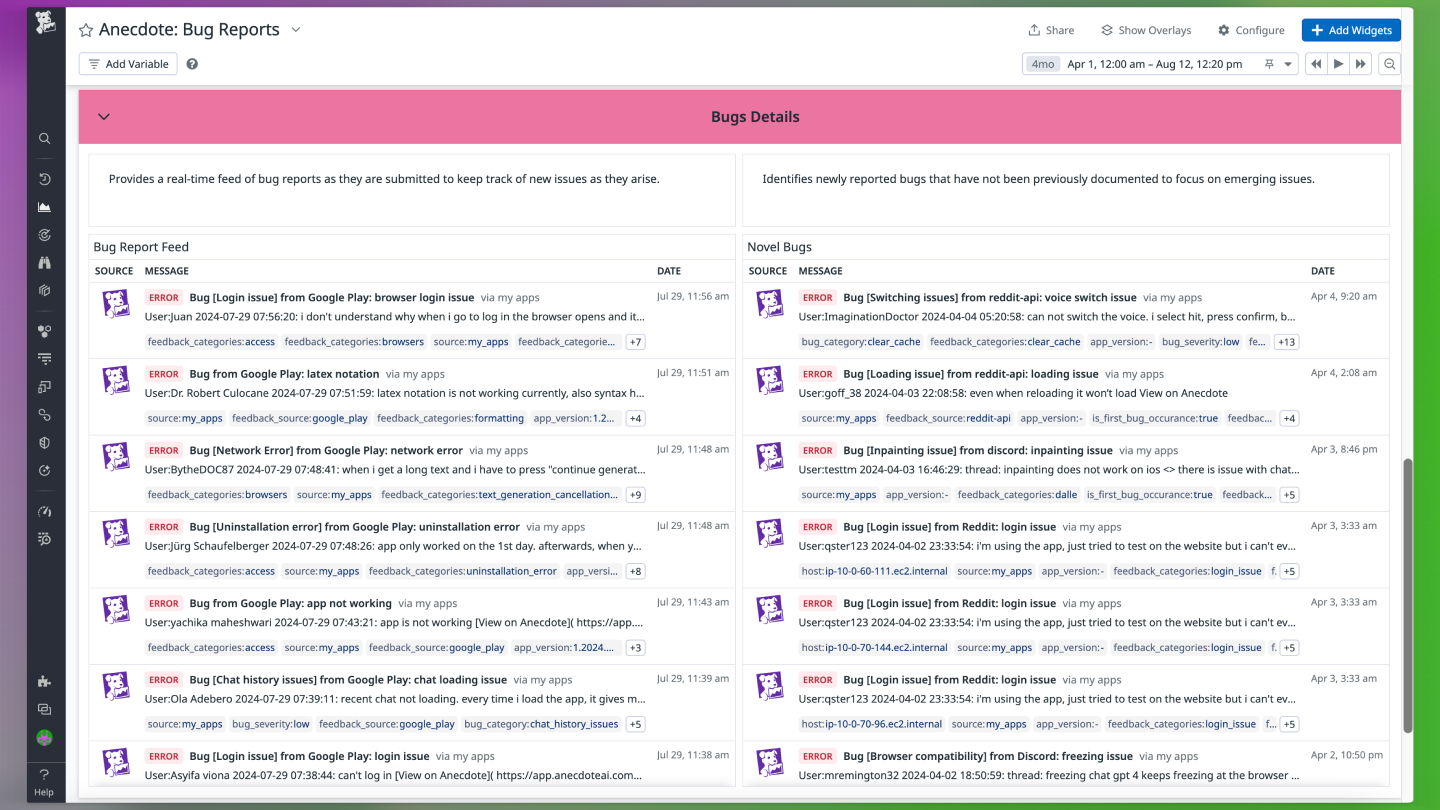 Anecdote: Bug Reports
Share
Show Overlays
Configure
Add Widgets
Add Variable
?
4mo Apr 1, 12:00 am – Aug 12, 12:20 pm
Bugs Details
Provides a real-time feed of bug reports as they are submitted to keep track of new issues as they arise.
Identifies newly reported bugs that have not been previously documented to focus on emerging issues.
Bug Report Feed
SOURCE MESSAGE DATE
ERROR Bug [Login issue] from Google Play: browser login issue via my apps Jul 29, 11:56 am
User:Juan 2024-07-29 07:56:20: i don't understand why when i go to log in the browser opens and it...
feedback_categories:access feedback_categories:browsers source:my_apps feedback_categorie... +7
ERROR Bug from Google Play: latex notation via my apps Jul 29, 11:51 am
User:Dr. Robert Culocane 2024-07-29 07:51:59: latex notation is not working currently, also syntax h...
source:my_apps feedback_source:google_play feedback_categories:formatting app_version:1.2... +4
ERROR Bug [Network Error] from Google Play: network error via my apps Jul 29, 11:48 am
User:BytheDOC87 2024-07-29 07:48:41: when i get a long text and i have to press "continue generat...
feedback_categories:browsers source:my_apps feedback_categories:text_generation_cancellation... +9
ERROR Bug [Uninstallation error] from Google Play: uninstallation error via my apps Jul 29, 11:48 am
User:Jürg Schaufelberger 2024-07-29 07:48:26: app only worked on the 1st day. afterwards, when y...
feedback_categories:access source:my_apps feedback_categories:uninstallation_error app_versi... +8
ERROR Bug from Google Play: app not working via my apps Jul 29, 11:43 am
User:yachika maheshwari 2024-07-29 07:43:21: app is not working [View on Anecdote]( https://app....
feedback_categories:access source:my_apps feedback_source:google_play app_version:1.2024.... +3
ERROR Bug [Chat history issues] from Google Play: chat loading issue via my apps Jul 29, 11:39 am
User:Ola Adebero 2024-07-29 07:39:11: recent chat not loading. every time i load the app, it gives m...
source:my_apps bug_severity:low feedback_source:google_play bug_category:chat_history_issues +5
ERROR Bug [Login issue] from Google Play: login issue via my apps Jul 29, 11:38 am
User:Asyifa viona 2024-07-29 07:38:44: can't log in [View on Anecdote]( https://app.anecdoteai.com...
Novel Bugs
SOURCE MESSAGE DATE
ERROR Bug [Switching issues] from reddit-api: voice switch issue via my apps Apr 4, 9:20 am
User:ImaginationDoctor 2024-04-04 05:20:58: can not switch the voice. i select hit, press confirm, b...
bug_category:clear_cache feedback_categories:clear_cache app_version:- bug_severity:low fe... +13
ERROR Bug [Loading issue] from reddit-api: loading issue via my apps Apr 4, 2:08 am
User:goff_38 2024-04-03 22:08:58: even when reloading it won't load View on Anecdote
source:my_apps feedback_source:reddit-api app_version:- is_first_bug_occurance:true feedbac... +4
ERROR Bug [Inpainting issue] from discord: inpainting issue via my apps Apr 3, 8:46 pm
User:testtm 2024-04-03 16:46:29: thread: inpainting does not work on ios <> there is issue with chat...
source:my_apps app_version:- feedback_categories:dalle is_first_bug_occurance:true feedback... +5
ERROR Bug [Login issue] from Reddit: login issue via my apps Apr 3, 3:33 am
User:qster123 2024-04-02 23:33:54: i'm using the app, just tried to test on the website but i can't ev...
host:ip-10-0-60-111.ec2.internal source:my_apps app_version:- feedback_categories:login_issue f. +5
ERROR Bug [Login issue] from Reddit: login issue via my apps Apr 3, 3:33 am
User:qster123 2024-04-02 23:33:54: i'm using the app, just tried to test on the website but i can't ev...
host:ip-10-0-70-144.ec2.internal source:my_apps app_version:- feedback_categories:login_issue f. +5
ERROR Bug [Login issue] from Reddit: login issue via my apps Apr 3, 3:33 am
User:qster123 2024-04-02 23:33:54: i'm using the app, just tried to test on the website but i can't ev...
host:ip-10-0-70-96.ec2.internal source:my_apps app_version:- feedback_categories:login_issue f... +5
ERROR Bug [Browser compatibility] from Discord: freezing issue via my apps Apr 2, 10:50 pm
User:mremington32 2024-04-02 18:50:59: thread: freezing chat gpt 4 keeps freezing at the browser ...
?
Help